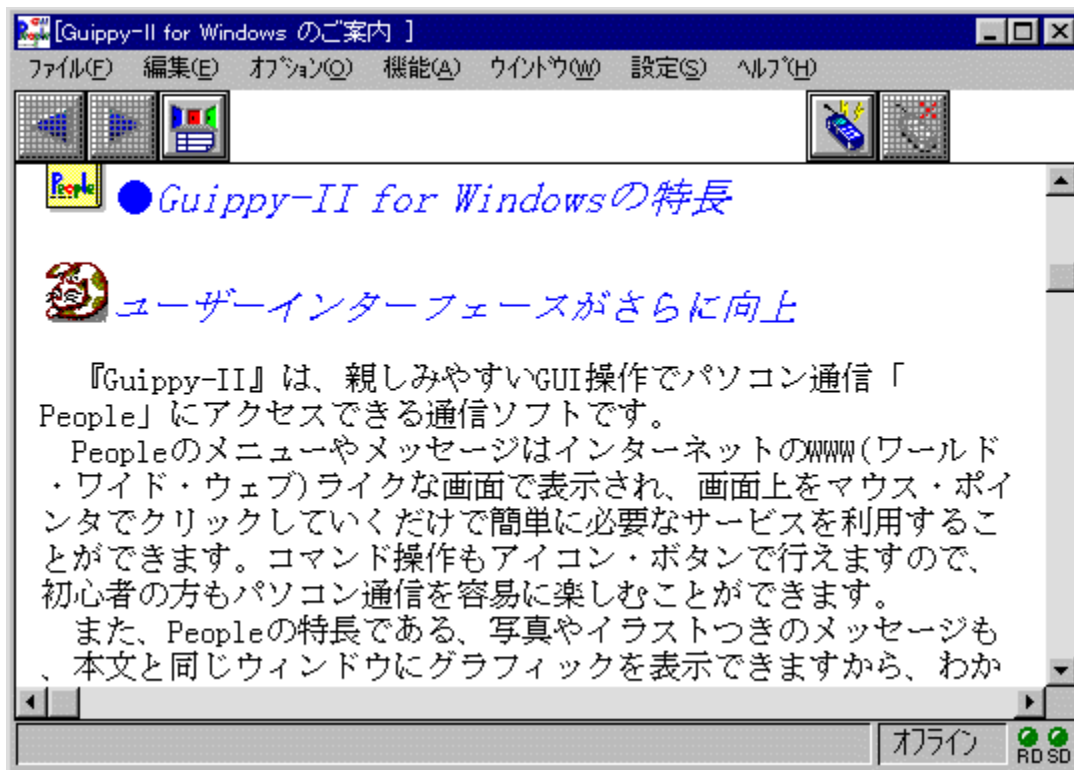 [Guippy-II for Windows のご案内 ]
ファイル(F) 編集(E) オプション(O) 機能(A) ウインドウ(W) 設定(S) ヘルプ(H)
People ●Guippy-II for Windowsの特長
ユーザーインターフェースがさらに向上
『Guippy-II』は、親しみやすいGUI操作でパソコン通信「
People」にアクセスできる通信ソフトです。
PeopleのメニューやメッセージはインターネットのWWW(ワールド
・ワイド・ウェブ)ライクな画面で表示され、画面上をマウス・ポイ
ンタでクリックしていくだけで簡単に必要なサービスを利用するこ
とができます。コマンド操作もアイコン・ボタンで行えますので、
初心者の方もパソコン通信を容易に楽しむことができます。
また、Peopleの特長である、写真やイラストつきのメッセージも
、本文と同じウィンドウにグラフィックを表示できますから、わか
オフライン RD SD